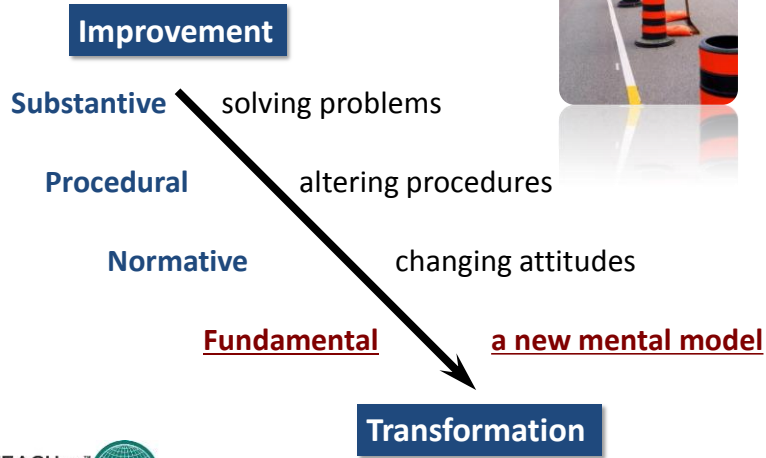 Improvement
Substantive solving problems
Procedural altering procedures
Normative changing attitudes
Fundamental a new mental model
Transformation